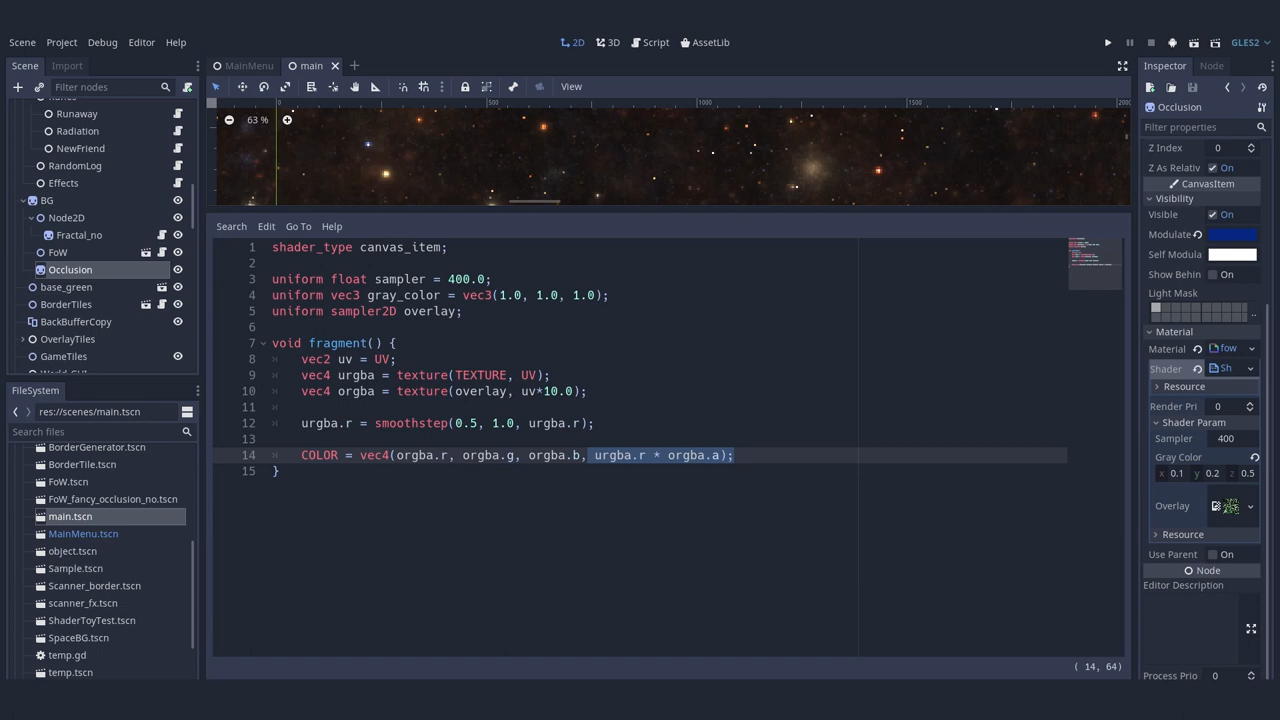 Scene Project Debug Editor Help
2D 3D Script AssetLib
GLES2
Scene Import
Filter nodes
Runaway
Radiation
NewFriend
RandomLog
Effects
BG
Node2D
Fractal_no
FoW
Occlusion
base_green
BorderTiles
BackBufferCopy
OverlayTiles
GameTiles
FileSystem
res://scenes/main.tscn
Search files
BorderGenerator.tscn
BorderTile.tscn
FoW.tscn
FoW_fancy_occlusion_no.tscn
main.tscn
MainMenu.tscn
object.tscn
Sample.tscn
Scanner_border.tscn
scanner_fx.tscn
ShaderToyTest.tscn
SpaceBG.tscn
temp.gd
temp.tscn
MainMenu main
View
0 500 1000 1500 2000
63 %
Search Edit Go To Help
1 shader_type canvas_item;
2
3 uniform float sampler = 400.0;
4 uniform vec3 gray_color = vec3(1.0, 1.0, 1.0);
5 uniform sampler2D overlay;
6
7 void fragment() {
8 vec2 uv = UV;
9 vec4 urgba = texture(TEXTURE, UV);
10 vec4 orgba = texture(overlay, uv*10.0);
11
12 urgba.r = smoothstep(0.5, 1.0, urgba.r);
13
14 COLOR = vec4(orgba.r, orgba.g, orgba.b, urgba.r * orgba.a);
15 }
( 14, 64)
Inspector Node
Occlusion
Filter properties
Z Index 0
Z As Relativ On
CanvasItem
Visibility
Visible On
Modulate
Self Modula
Show Behin On
Light Mask
..
Material
Material fow
Shader Sh
Resource
Render Pri 0
Shader Param
Sampler 400
Gray Color
x 0.1 y 0.2 z 0.5
Overlay
Resource
Use Parent On
Node
Editor Description
Process Prio 0